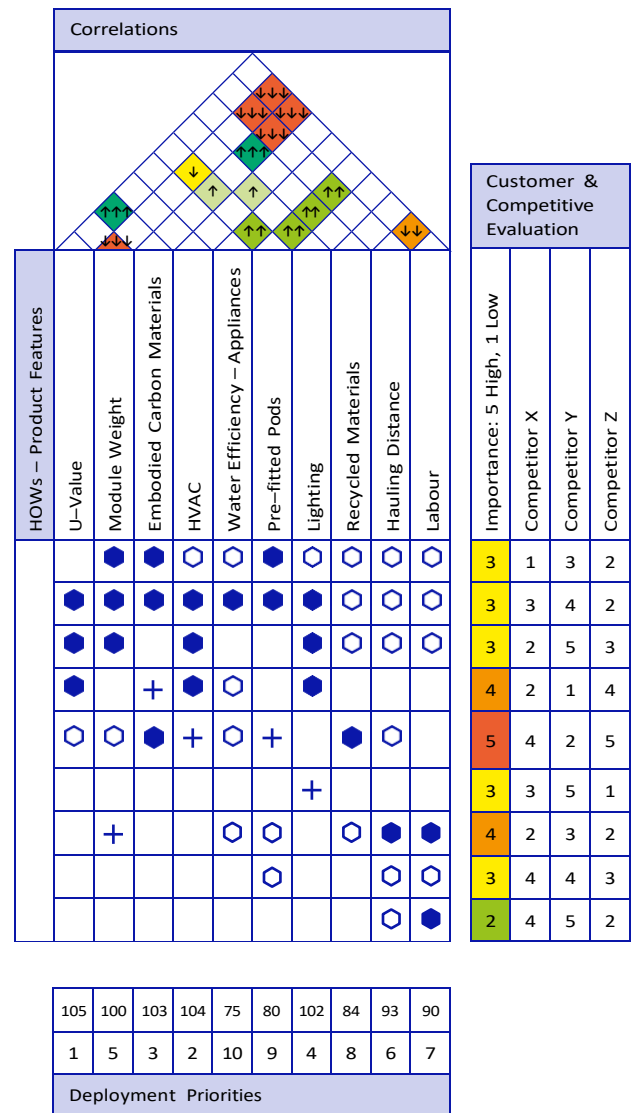 Correlations
↓↓↓
↓↓↓ ↓↓↓
↓↓↓
↑↑↑
↓
↑ ↑ ↑↑
↑↑↑ ↑↑
↑↑ ↑↑ ↓↓
↓↓↓
Customer &
Competitive
Evaluation
HOWs – Product Features
U–Value
Module Weight
Embodied Carbon Materials
HVAC
Water Efficiency – Appliances
Pre–fitted Pods
Lighting
Recycled Materials
Hauling Distance
Labour
Importance: 5 High, 1 Low
Competitor X
Competitor Y
Competitor Z
3 1 3 2
3 3 4 2
3 2 5 3
+ 4 2 1 4
+ + 5 4 2 5
+ 3 3 5 1
+ 4 2 3 2
3 4 4 3
2 4 5 2
105 100 103 104 75 80 102 84 93 90
1 5 3 2 10 9 4 8 6 7
Deployment Priorities